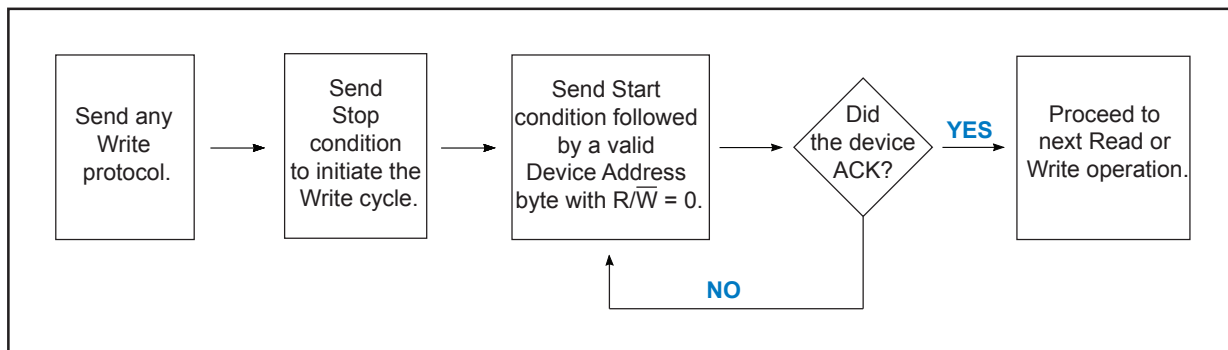 Send any
Write
protocol.
Send
Stop
condition
to initiate the
Write cycle.
Send Start
condition followed
by a valid
Device Address
byte with R/W̅ = 0.
Did
the device
ACK?
YES
Proceed to
next Read or
Write operation.
NO